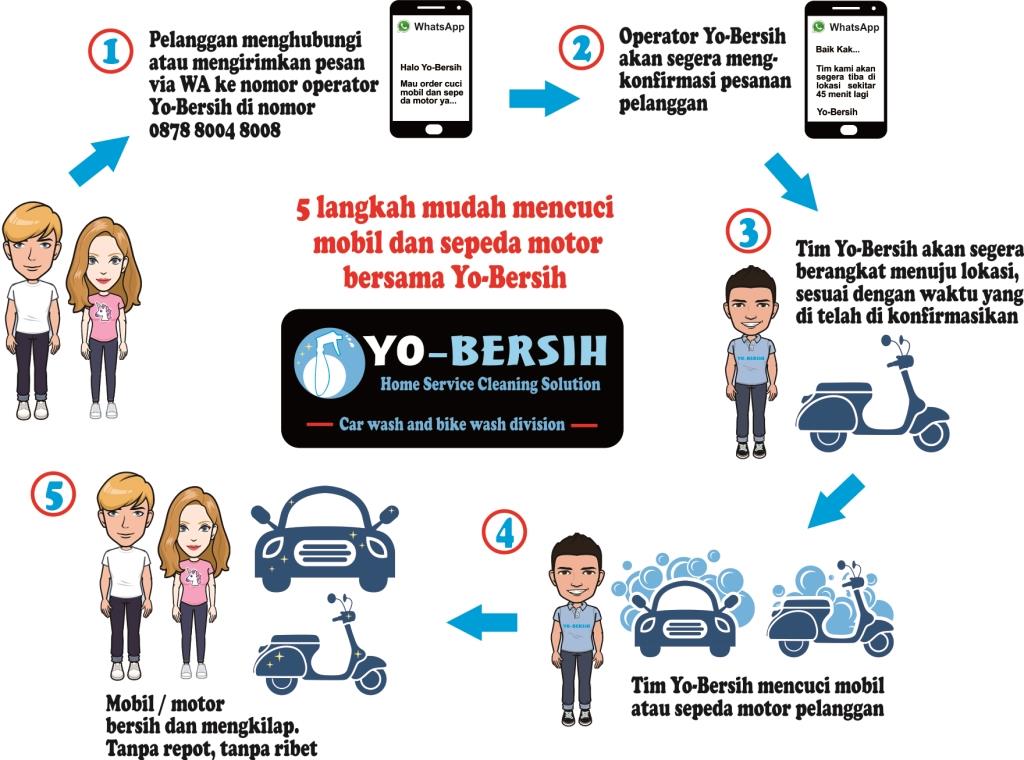 1
Pelanggan menghubungi
atau mengirimkan pesan
via WA ke nomor operator
Yo-Bersih di nomor
0878 8004 8008
WhatsApp
Halo Yo-Bersih
Mau order cuci
mobil dan sepe
da motor ya...
2
Operator Yo-Bersih
akan segera meng-
konfirmasi pesanan
pelanggan
WhatsApp
Baik Kak...
Tim kami akan
segera tiba di
lokasi sekitar
45 menit lagi
Yo-Bersih
5 langkah mudah mencuci
mobil dan sepeda motor
bersama Yo-Bersih
YO-BERSIH
Home Service Cleaning Solution
Car wash and bike wash division
3
Tim Yo-Bersih akan segera
berangkat menuju lokasi,
sesuai dengan waktu yang
di telah di konfirmasikan
YO-BERSIH
4
YO-BERSIH
Tim Yo-Bersih mencuci mobil
atau sepeda motor pelanggan
5
Mobil / motor
bersih dan mengkilap.
Tanpa repot, tanpa ribet